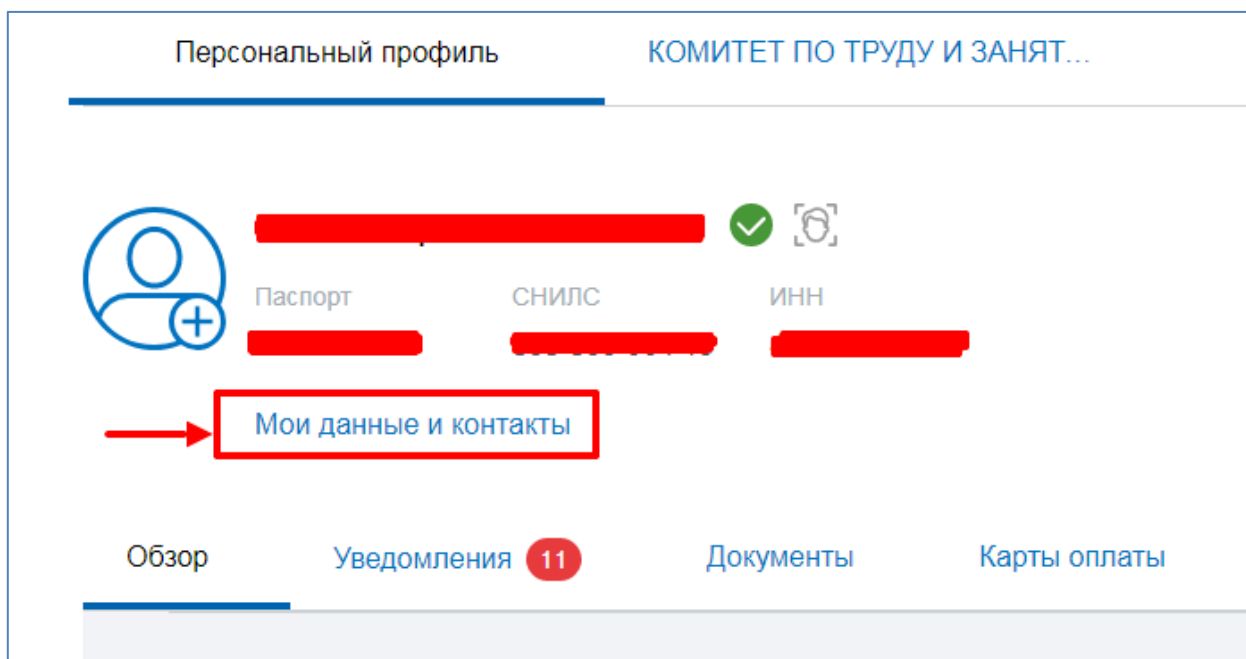 Персональный профиль КОМИТЕТ ПО ТРУДУ И ЗАНЯТ...
Паспорт СНИЛС ИНН
Мои данные и контакты
Обзор Уведомления 11 Документы Карты оплаты